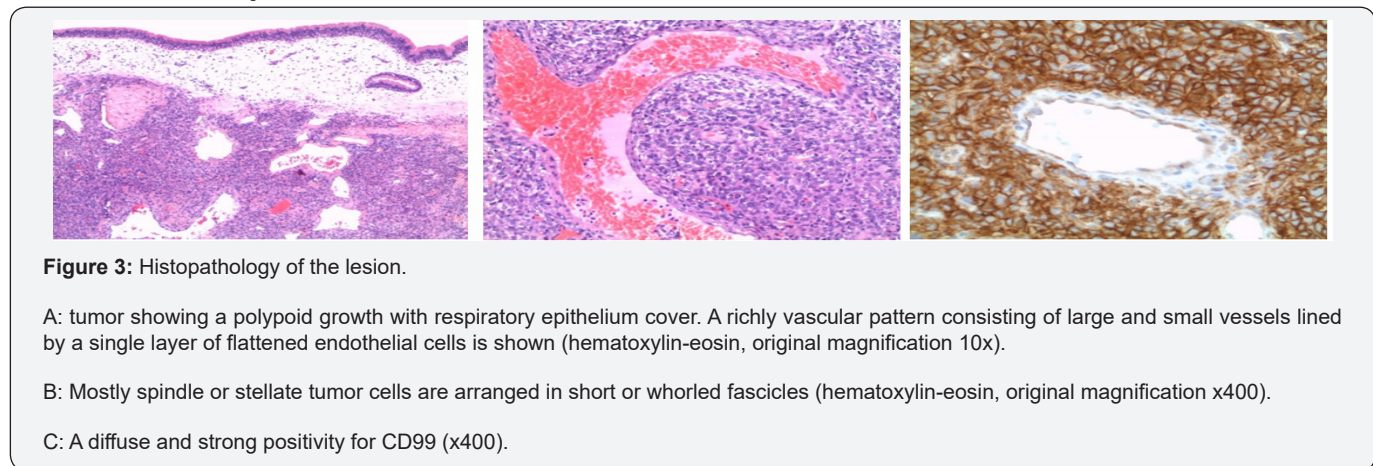 Figure 3: Histopathology of the lesion.
A: tumor showing a polypoid growth with respiratory epithelium cover. A richly vascular pattern consisting of large and small vessels lined
by a single layer of flattened endothelial cells is shown (hematoxylin-eosin, original magnification 10x).
B: Mostly spindle or stellate tumor cells are arranged in short or whorled fascicles (hematoxylin-eosin, original magnification x400).
C: A diffuse and strong positivity for CD99 (x400).